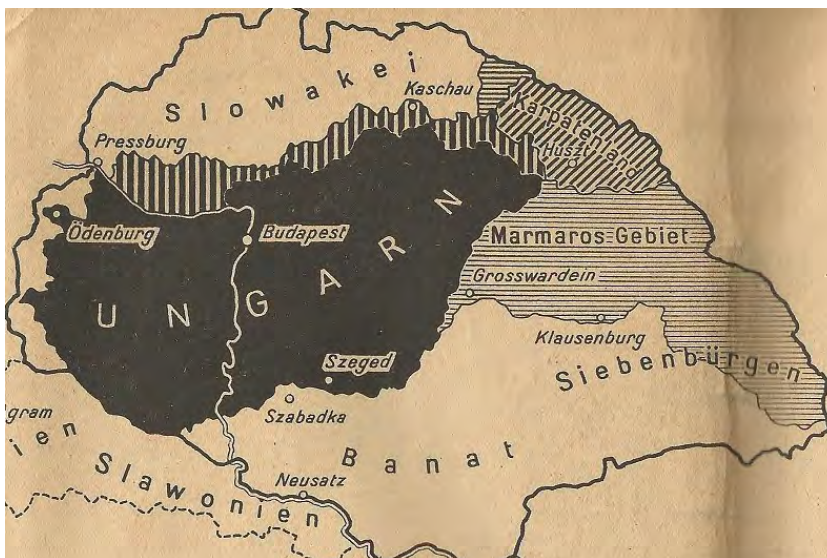 Slowakei
Kaschau
Karpatenland
Huszt
Pressburg
Ödenburg
Budapest
UNGARN
Marmaros-Gebiet
Grosswardein
Klausenburg
Siebenbürgen
Szeged
Szabadka
gram
ien
Banat
Slawonien
Neusatz